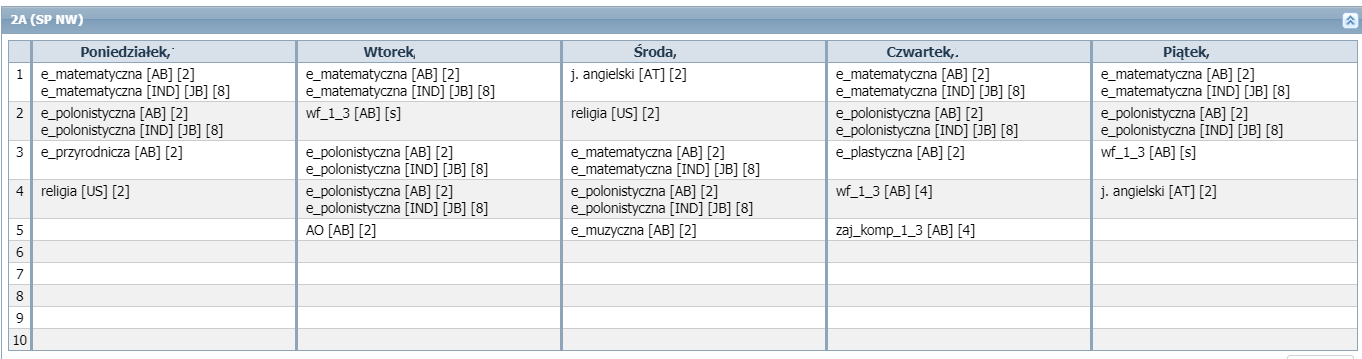 2A (SP NW)
Poniedziałek, Wtorek, Środa, Czwartek,. Piątek,
1 e_matematyczna [AB] [2] e_matematyczna [AB] [2] j. angielski [AT] [2] e_matematyczna [AB] [2] e_matematyczna [AB] [2]
e_matematyczna [IND] [JB] [8] e_matematyczna [IND] [JB] [8] e_matematyczna [IND] [JB] [8] e_matematyczna [IND] [JB] [8]
2 e_polonistyczna [AB] [2] wf_1_3 [AB] [s] religia [US] [2] e_polonistyczna [AB] [2] e_polonistyczna [AB] [2]
e_polonistyczna [IND] [JB] [8] e_polonistyczna [IND] [JB] [8] e_polonistyczna [IND] [JB] [8]
3 e_przyrodnicza [AB] [2] e_polonistyczna [AB] [2] e_matematyczna [AB] [2] e_plastyczna [AB] [2] wf_1_3 [AB] [s]
e_polonistyczna [IND] [JB] [8] e_matematyczna [IND] [JB] [8]
4 religia [US] [2] e_polonistyczna [AB] [2] e_polonistyczna [AB] [2] wf_1_3 [AB] [4] j. angielski [AT] [2]
e_polonistyczna [IND] [JB] [8] e_polonistyczna [IND] [JB] [8]
5 AO [AB] [2] e_muzyczna [AB] [2] zaj_komp_1_3 [AB] [4]
6
7
8
9
10